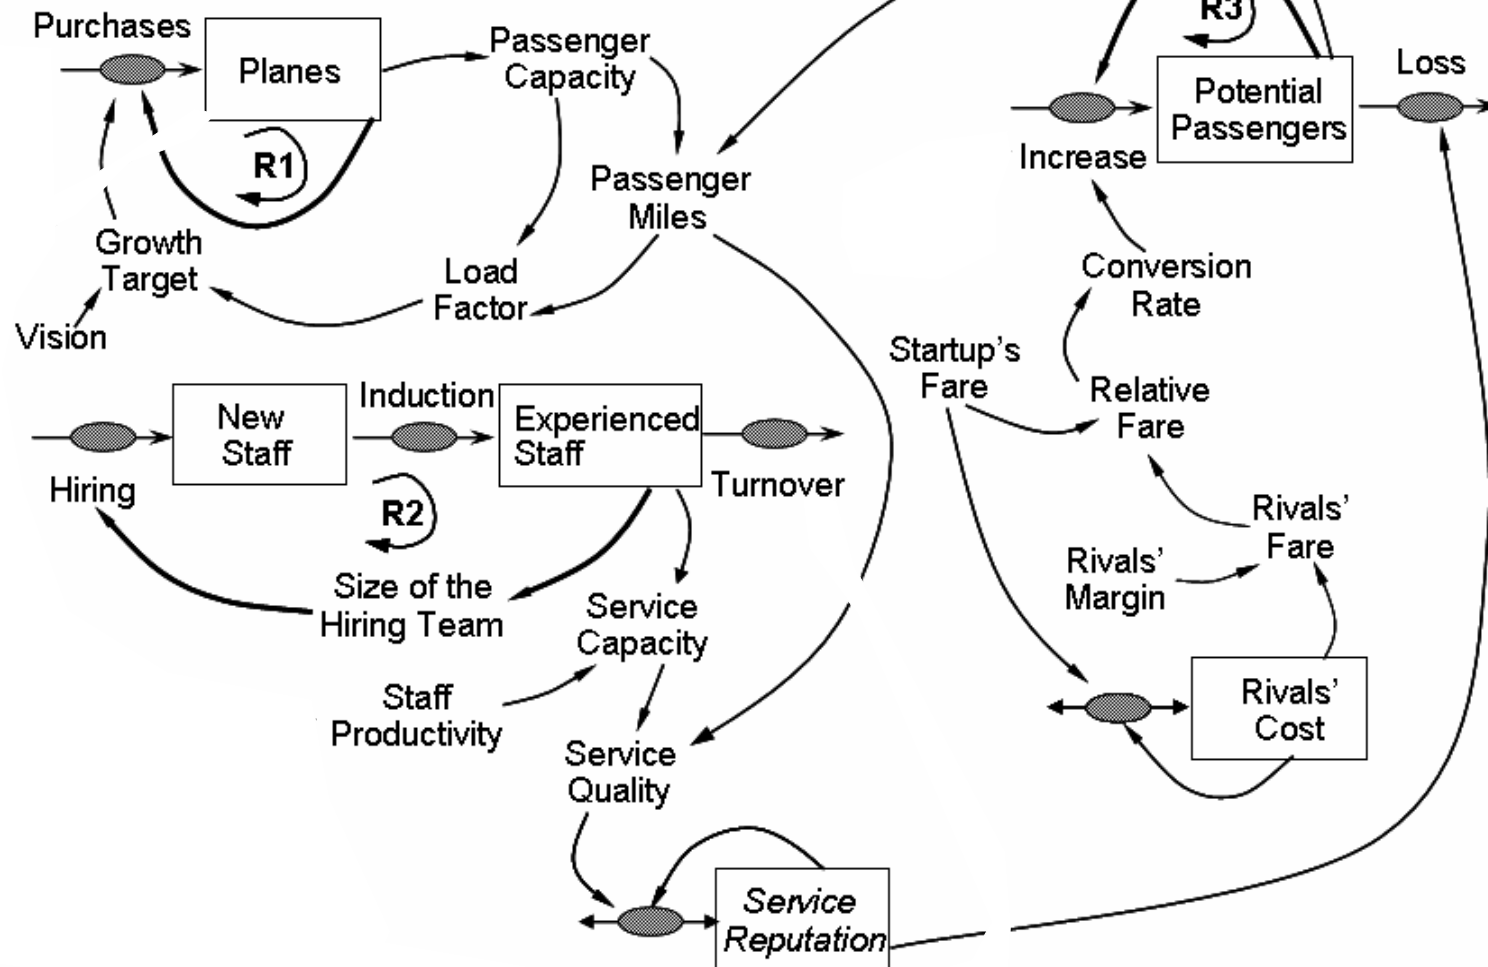 Purchases
Planes
Passenger
Capacity
R1
Passenger
Miles
Growth
Target
Load
Factor
Vision
R3
Loss
Potential
Passengers
Increase
Conversion
Rate
Startup's
Fare
Relative
Fare
Rivals'
Fare
Rivals'
Margin
Rivals'
Cost
New
Staff
Induction
Experienced
Staff
Hiring
Turnover
R2
Size of the
Hiring Team
Service
Capacity
Staff
Productivity
Service
Quality
Service
Reputation